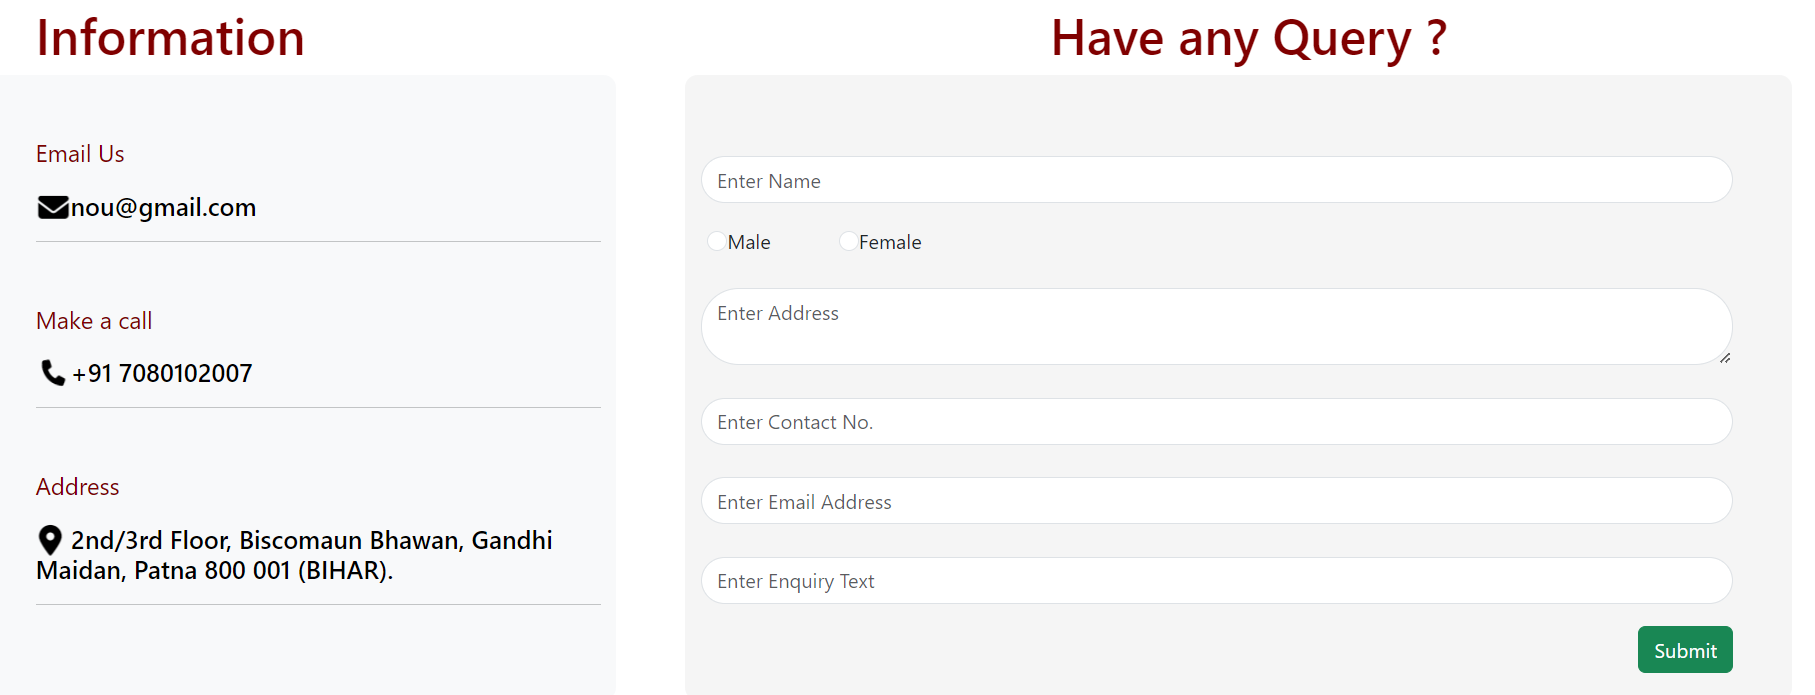 Information
Email Us
nou@gmail.com
Make a call
+91 7080102007
Address
2nd/3rd Floor, Biscomaun Bhawan, Gandhi
Maidan, Patna 800 001 (BIHAR).
Have any Query ?
Enter Name
Male Female
Enter Address
Enter Contact No.
Enter Email Address
Enter Enquiry Text
Submit